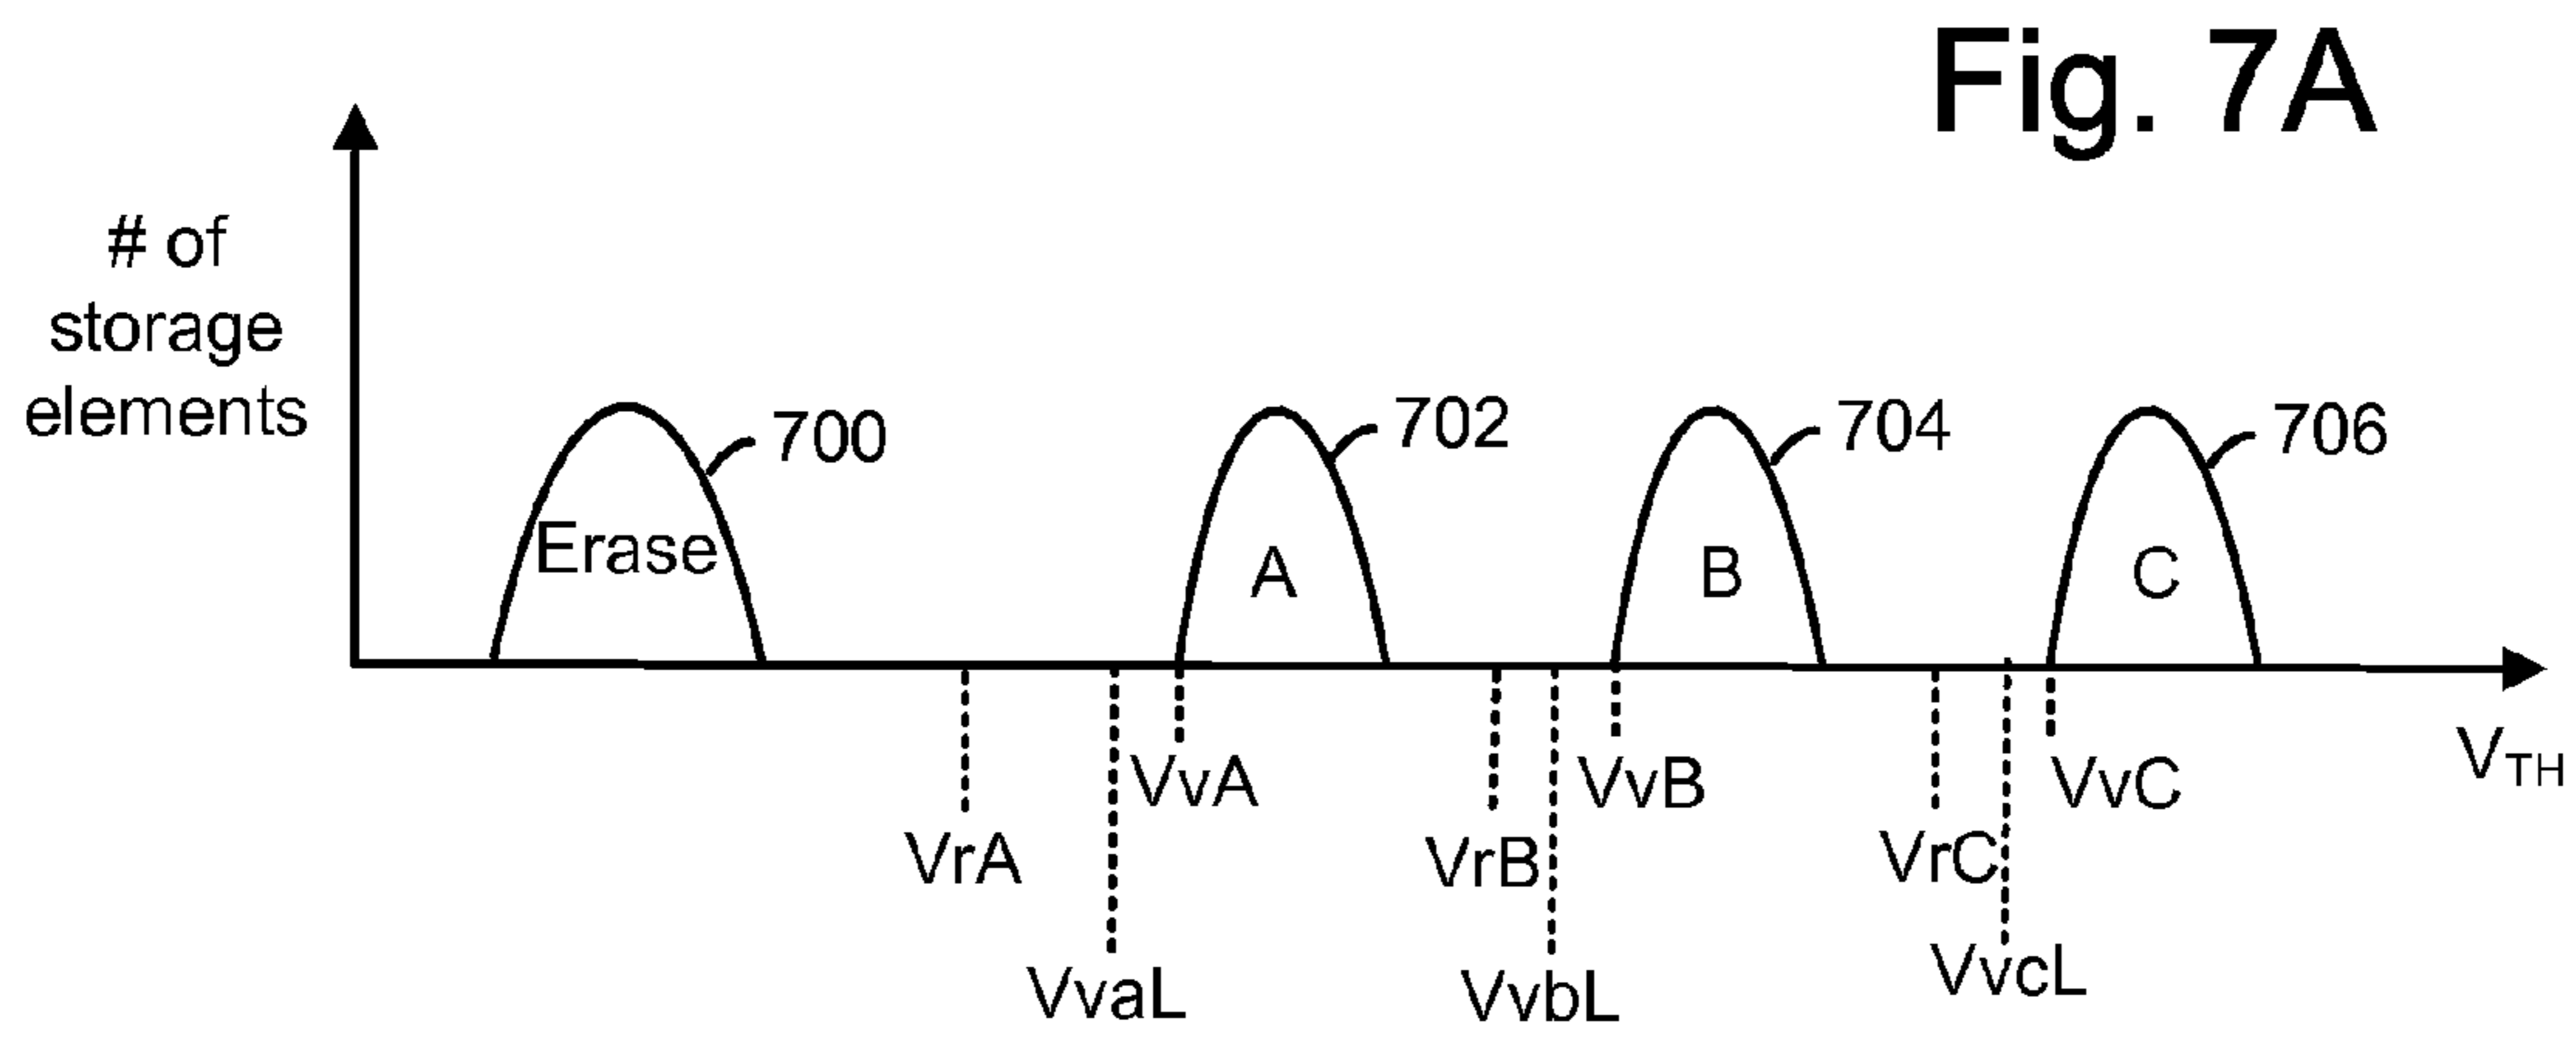 Fig. 7A
# of
storage
elements
700
702
704
706
Erase
A
B
C
VvA
VvB
VvC
VTH
VrA
VrB
VrC
VvaL
VvbL
VvcL